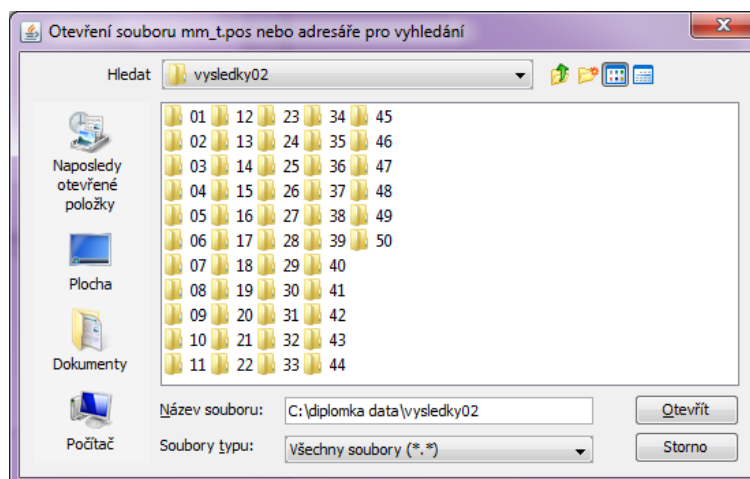 Otevření souboru mm_t.pos nebo adresáře pro vyhledání
Hledat vysledky02
01 12 23 34 45
02 13 24 35 46
03 14 25 36 47
04 15 26 37 48
05 16 27 38 49
06 17 28 39 50
07 18 29 40
08 19 30 41
09 20 31 42
10 21 32 43
11 22 33 44
Naposledy
otevřené
položky
Plocha
Dokumenty
Počítač
Název souboru: C:\diplomka data\vysledky02 Otevřít
Soubory typu: Všechny soubory (*.*) Storno